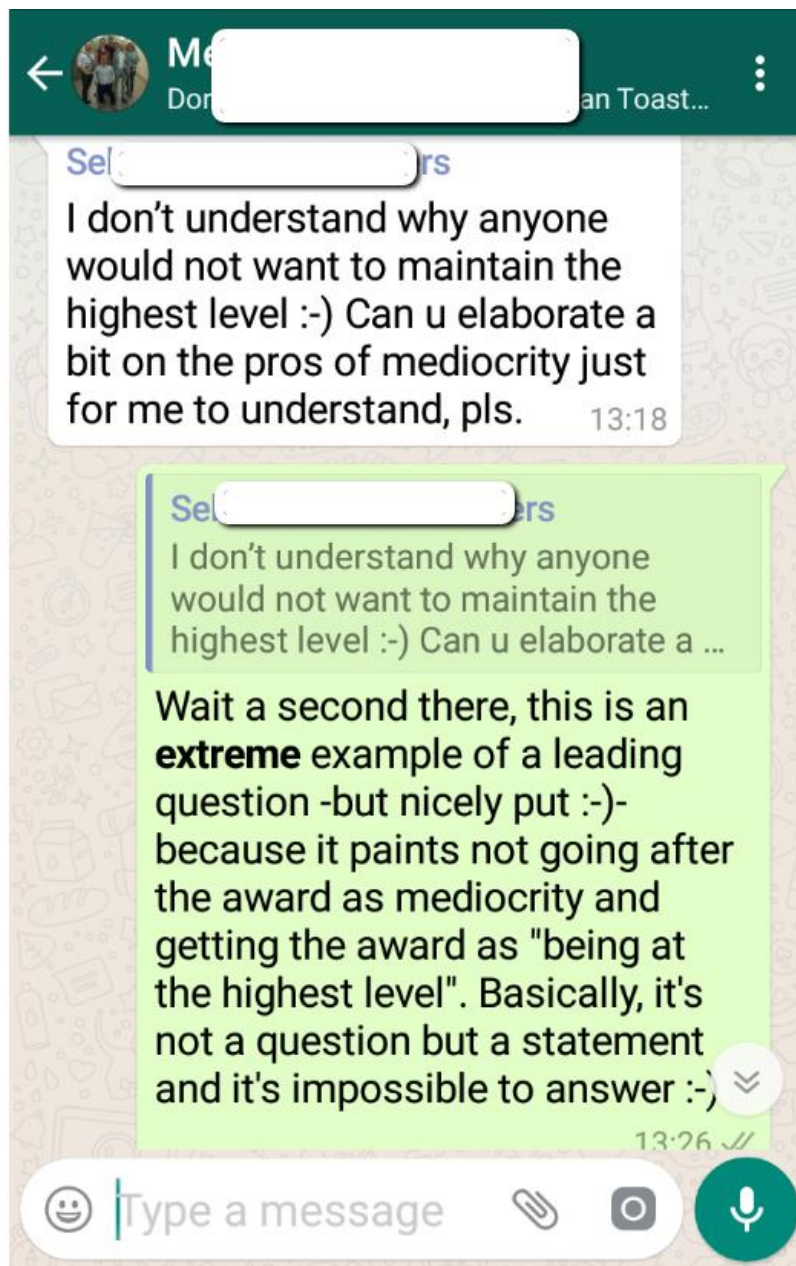 Me
Dor an Toast...
Sel rs
I don’t understand why anyone
would not want to maintain the
highest level :-) Can u elaborate a
bit on the pros of mediocrity just
for me to understand, pls. 13:18
Sel ers
I don’t understand why anyone
would not want to maintain the
highest level :-) Can u elaborate a ...
Wait a second there, this is an
extreme example of a leading
question -but nicely put :-)-
because it paints not going after
the award as mediocrity and
getting the award as "being at
the highest level". Basically, it's
not a question but a statement
and it's impossible to answer :-)
13:26
Type a message